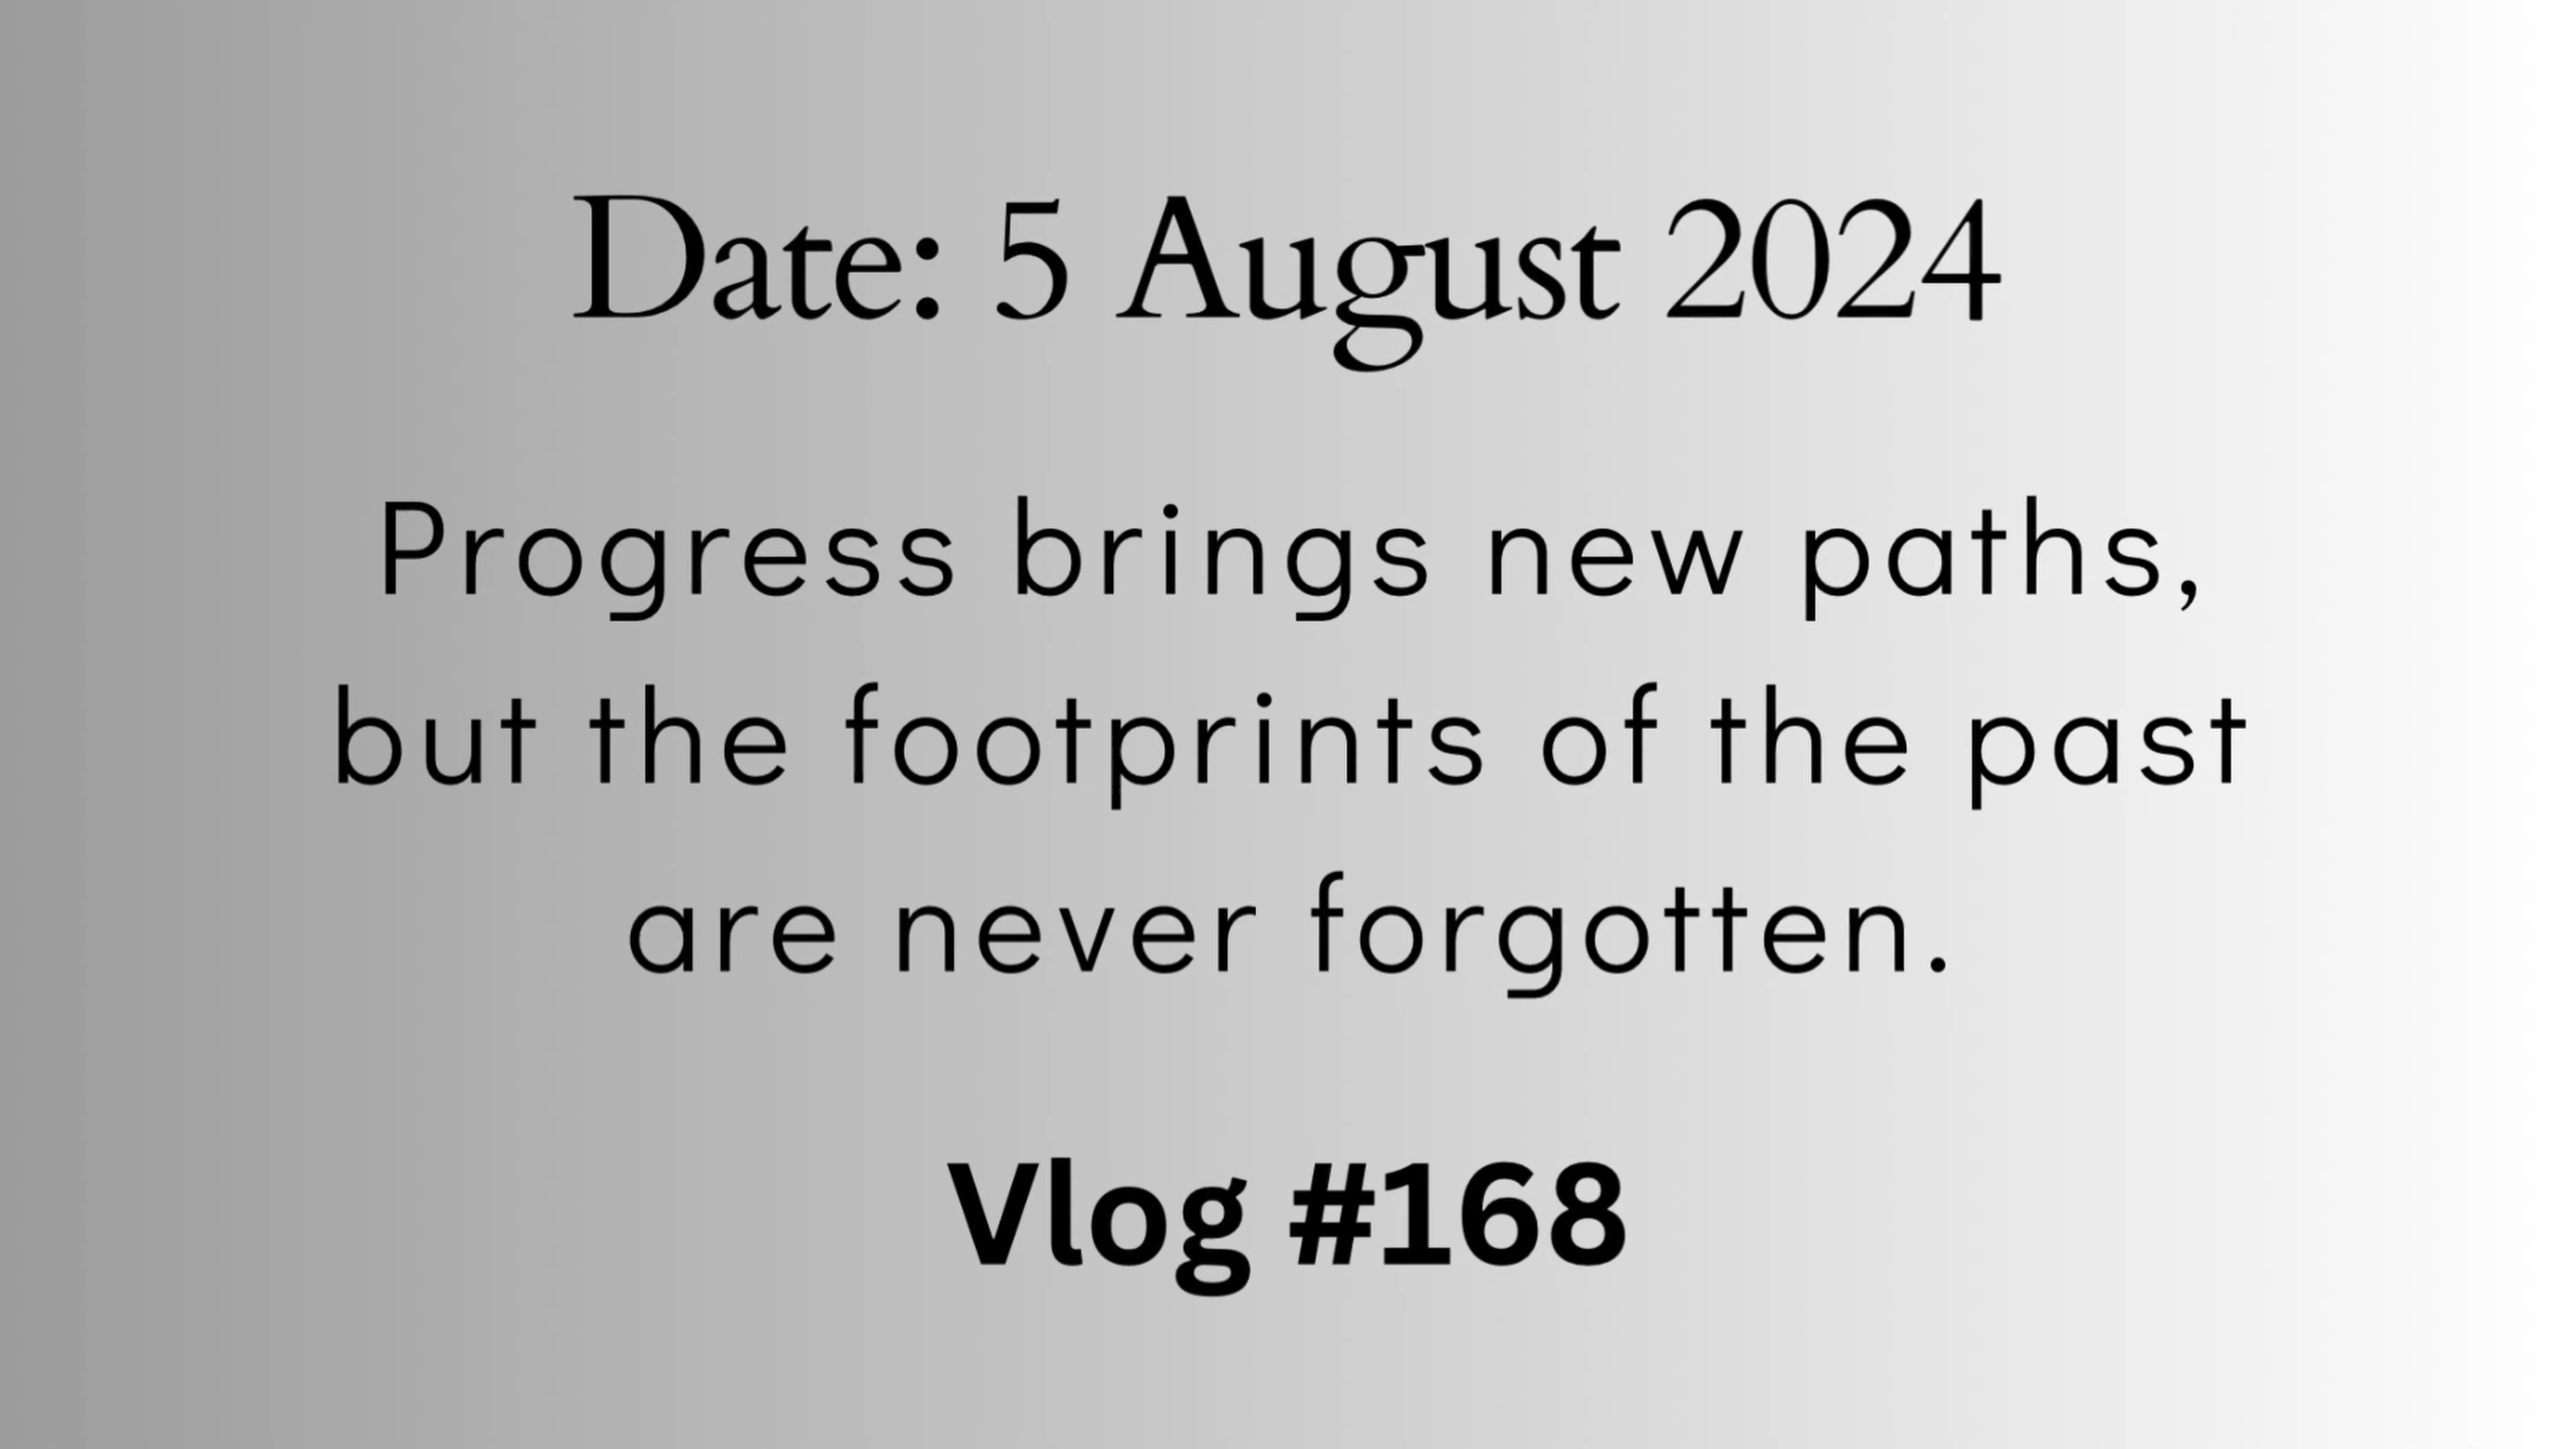 Date: 5 August 2024
Progress brings new paths,
but the footprints of the past
are never forgotten.
Vlog #168